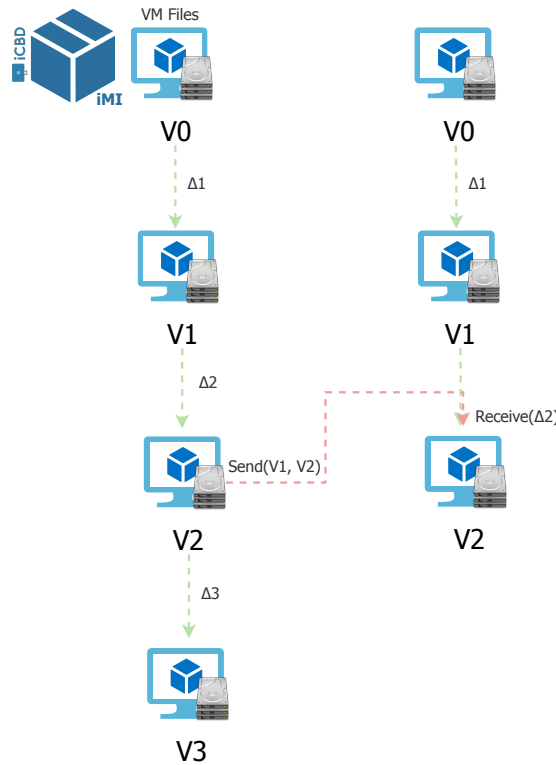 VM Files
iCBD
iMI
V0
V0
Δ1
Δ1
V1
V1
Δ2
Send(V1, V2)
Receive(Δ2)
V2
V2
Δ3
V3